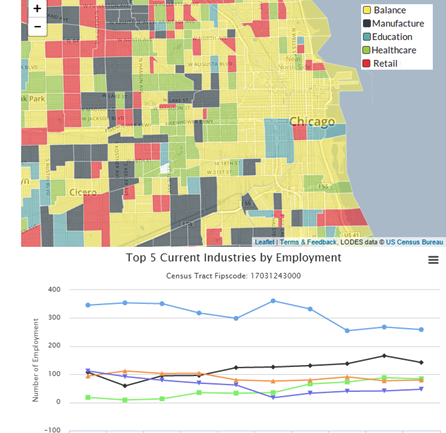 +
−
Balance
Manufacture
Education
Healthcare
Retail
Chicago
Cicero
Leaflet | Terms & Feedback, LODES data © US Census Bureau
Top 5 Current Industries by Employment
Census Tract Fipscode: 17031243000
Number of Employment
400
300
200
100
0
-100